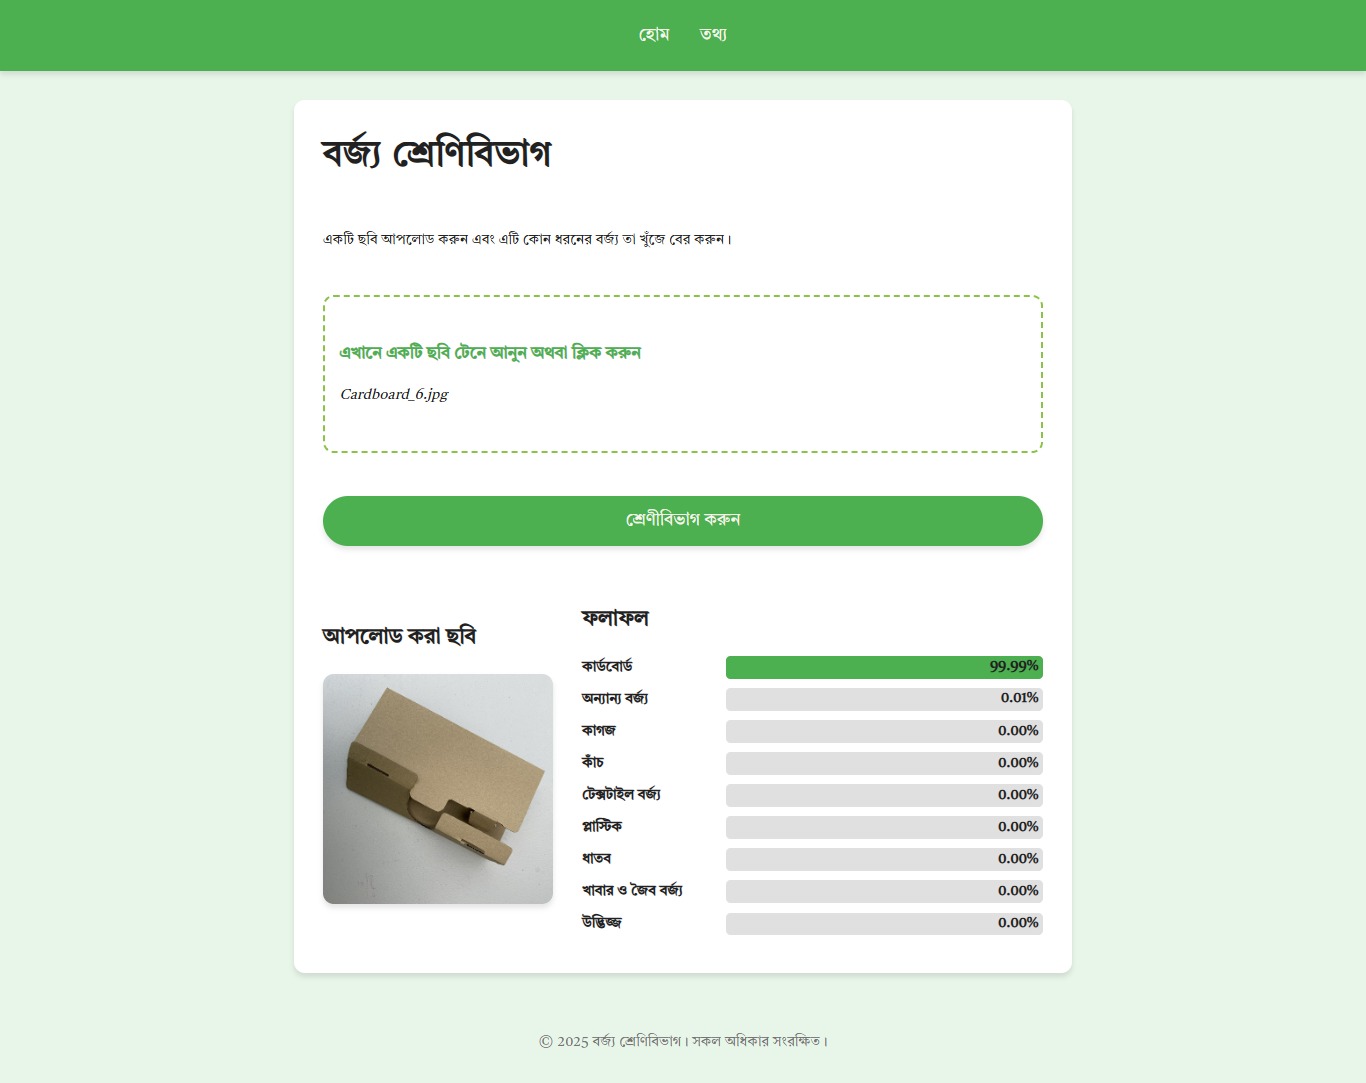 হোম তথ্য
বর্জ্য শ্রেণিবিভাগ
একটি ছবি আপলোড করুন এবং এটি কোন ধরনের বর্জ্য তা খুঁজে বের করুন।
এখানে একটি ছবি টেনে আনুন অথবা ক্লিক করুন
Cardboard_6.jpg
শ্রেণীবিভাগ করুন
আপলোড করা ছবি
ফলাফল
কার্ডবোর্ড 99.99%
অন্যান্য বর্জ্য 0.01%
কাগজ 0.00%
কাঁচ 0.00%
টেক্সটাইল বর্জ্য 0.00%
প্লাস্টিক 0.00%
ধাতব 0.00%
খাবার ও জৈব বর্জ্য 0.00%
উদ্ভিজ্জ 0.00%
© 2025 বর্জ্য শ্রেণিবিভাগ। সকল অধিকার সংরক্ষিত।